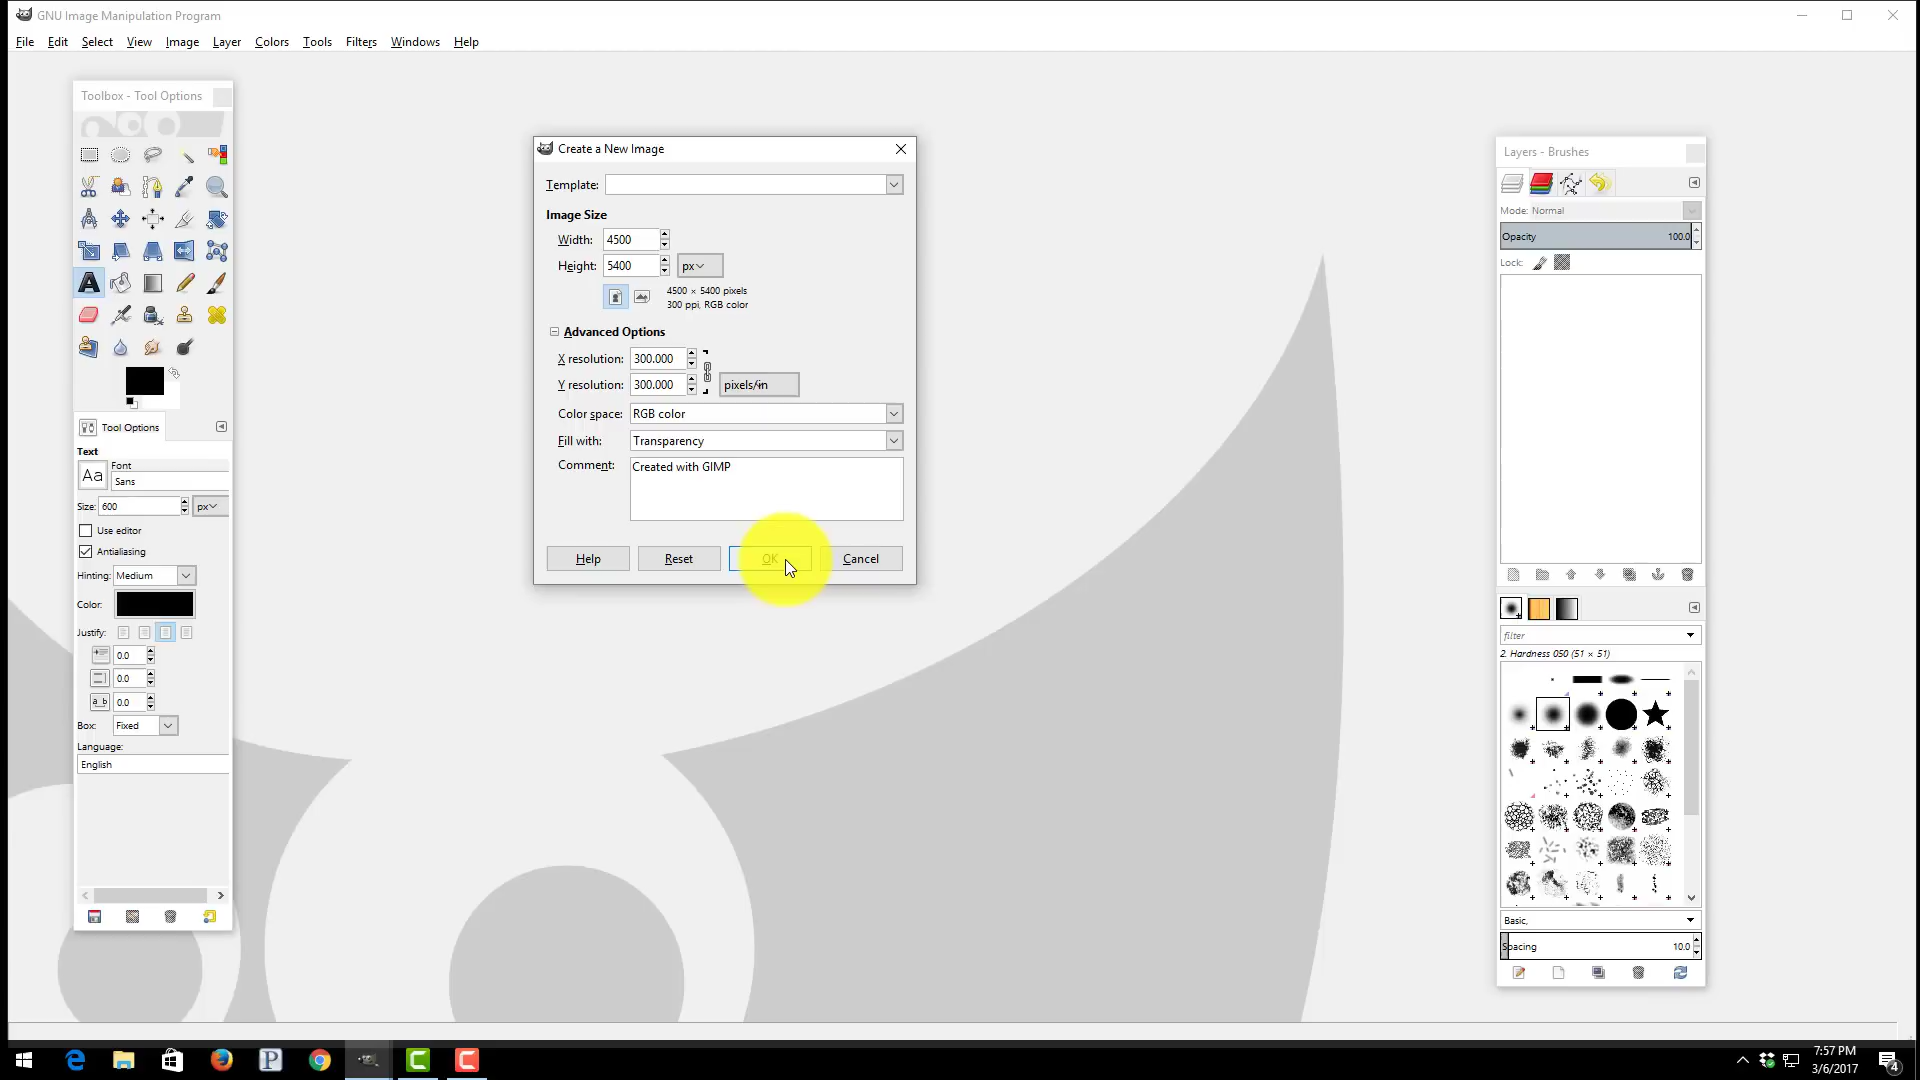 GNU Image Manipulation Program
File Edit Select View Image Layer Colors Tools Filters Windows Help
Toolbox - Tool Options
Tool Options
Text
Aa
Font
Sans
Size: 600 px
Use editor
Antialiasing
Hinting: Medium
Color:
Justify:
0.0
0.0
a_b 0.0
Box: Fixed
Language:
English
Create a New Image
Template:
Image Size
Width: 4500
Height: 5400 px
4500 × 5400 pixels
300 ppi, RGB color
Advanced Options
X resolution: 300.000
Y resolution: 300.000 pixels/in
Color space: RGB color
Fill with: Transparency
Comment: Created with GIMP
Help Reset OK Cancel
Layers - Brushes
Mode: Normal
Opacity 100.0
Lock:
filter
2. Hardness 050 (51 × 51)
Basic,
Spacing 10.0
7:57 PM
3/6/2017
4